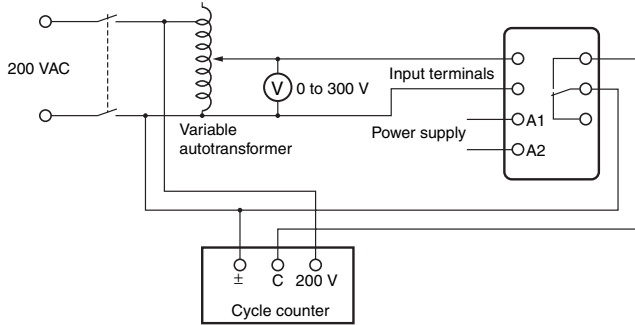 200 VAC
V
0 to 300 V
Input terminals
Variable
autotransformer
Power supply
A1
A2
± C 200 V
Cycle counter